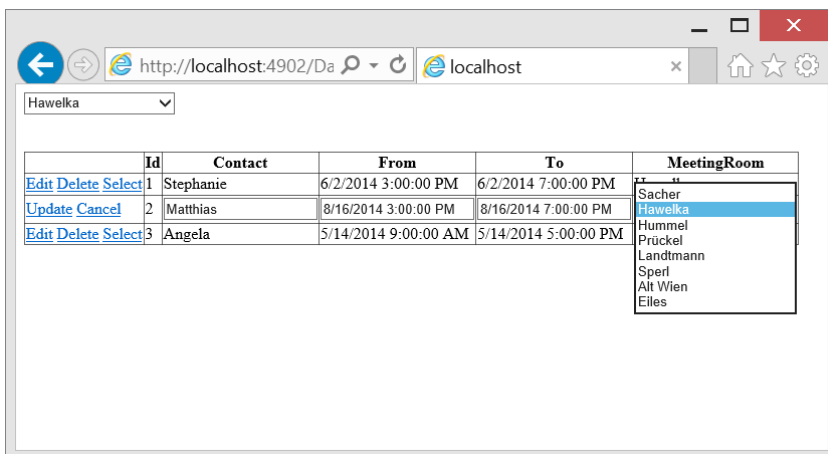 http://localhost:4902/Da
localhost
Hawelka
Id Contact From To MeetingRoom
Edit Delete Select 1 Stephanie 6/2/2014 3:00:00 PM 6/2/2014 7:00:00 PM
Update Cancel 2 Matthias 8/16/2014 3:00:00 PM 8/16/2014 7:00:00 PM
Edit Delete Select 3 Angela 5/14/2014 9:00:00 AM 5/14/2014 5:00:00 PM
Sacher
Hawelka
Hummel
Prückel
Landtmann
Sperl
Alt Wien
Eiles